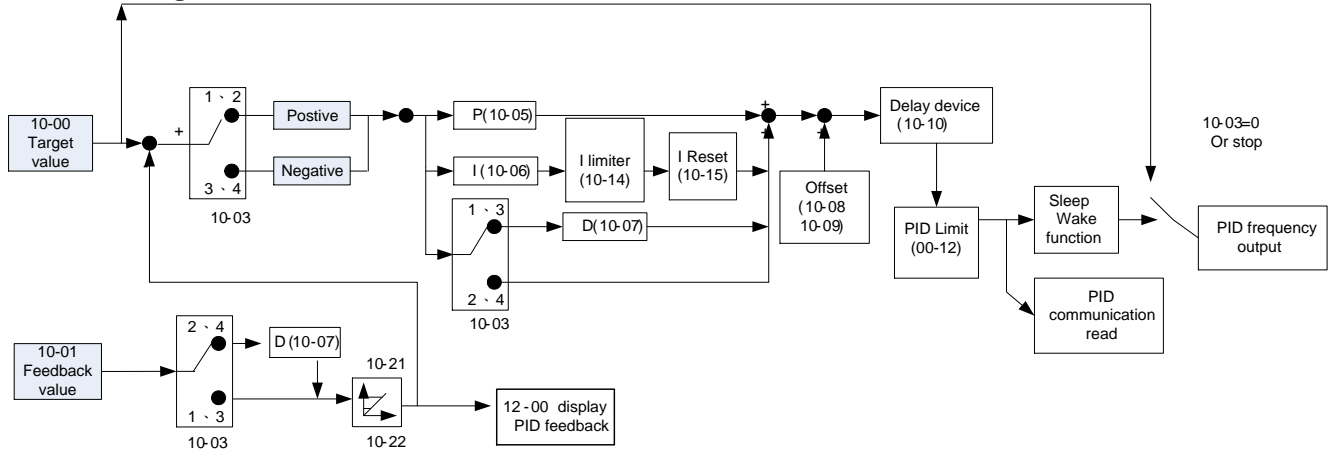 1、2
10-00
Target
value
+
Postive
Negative
3、4
10-03
P(10-05)
I(10-06)
I limiter
(10-14)
I Reset
(10-15)
1、3
D(10-07)
2、4
10-03
+
+
+
Offset
(10-08
10-09)
Delay device
(10-10)
PID Limit
(00-12)
Sleep
Wake
function
10-03=0
Or stop
PID frequency
output
PID
communication
read
10-01
Feedback
value
2、4
1、3
10-03
D(10-07)
10-21
10-22
12-00 display
PID feedback